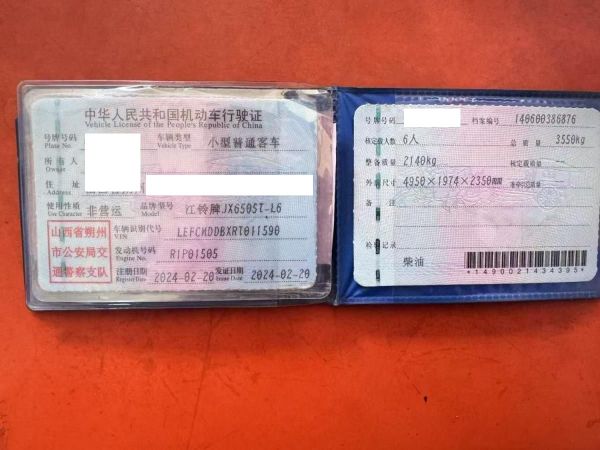 中华人民共和国机动车行驶证
Vehicle License of the People's Republic of China
号牌号码 Plate No. 车辆类型 Vehicle Type 小型普通客车
所有人 Owner
住址 Address
使用性质 Use Character 非营运 品牌型号 Model 江铃牌JX6505T-L6
山西省朔州市公安局交通警察支队
车辆识别代号 VIN LEFCMDDBXRT011590
发动机号码 Engine No. R1P01505
注册日期 Register Date 2024-02-20 发证日期 Issue Date 2024-02-20
号牌号码 档案编号 140600386876
核定载人数 6人 总质量 3550kg
整备质量 2140kg 核定载质量
外廓尺寸 4950×1974×2350mm 准牵引总质量
备注
检验记录
柴油
*1490021434395*